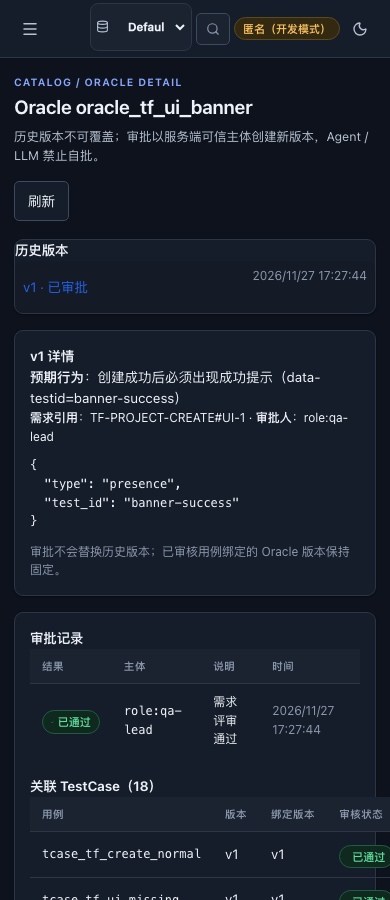 Defaul
匿名（开发模式）
CATALOG / ORACLE DETAIL
Oracle oracle_tf_ui_banner
历史版本不可覆盖；审批以服务端可信主体创建新版本，Agent /
LLM 禁止自批。
刷新
历史版本
v1 · 已审批
2026/11/27 17:27:44
v1 详情
预期行为：创建成功后必须出现成功提示（data-
testid=banner-success）
需求引用：TF-PROJECT-CREATE#UI-1 · 审批人：role:qa-
lead
{
  "type": "presence",
  "test_id": "banner-success"
}
审批不会替换历史版本；已审核用例绑定的 Oracle 版本保持
固定。
审批记录
结果 主体 说明 时间
· 已通过 role:qa-lead 需求评审通过 2026/11/27 17:27:44
关联 TestCase（18）
用例 版本 绑定版本 审核状态
tcase_tf_create_normal v1 v1 已通过
tcase_tf_ui_missing v1 v1 已通过